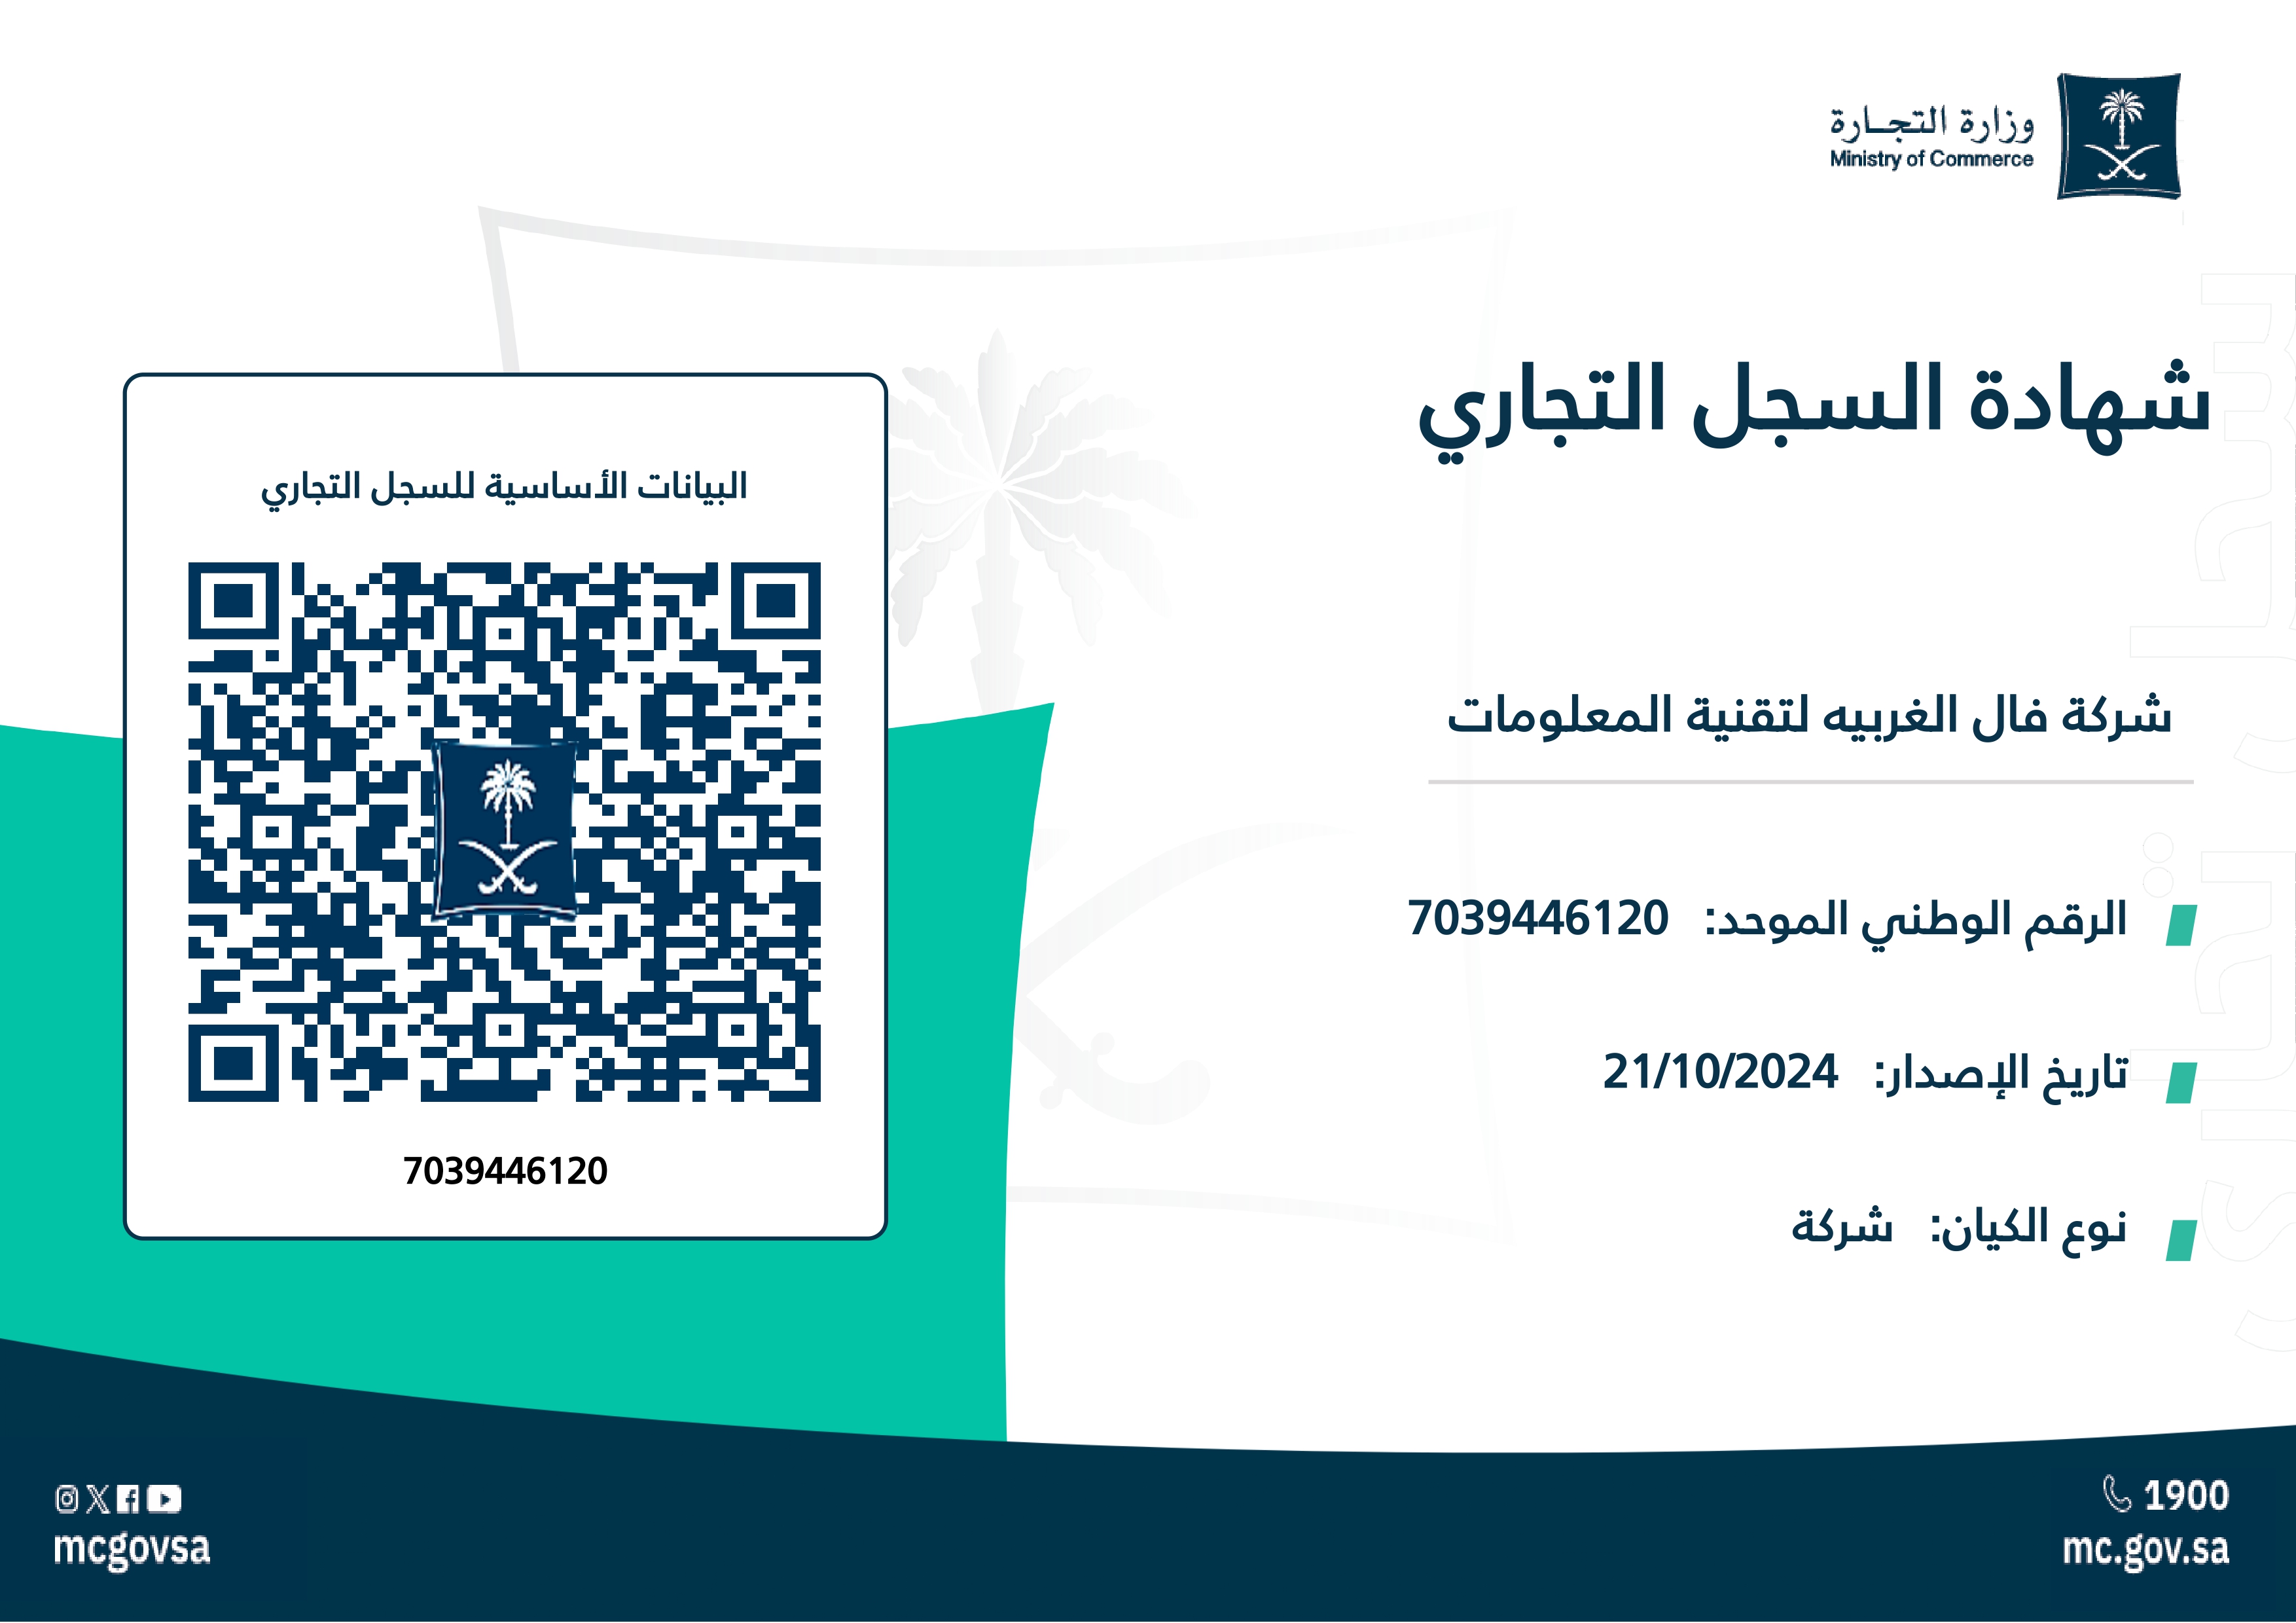 وزارة التجـارة
Ministry of Commerce
شهادة السجل التجاري
شركة فال الغربيه لتقنية المعلومات
الرقم الوطني الموحد: 7039446120
تاريخ الإصدار: 21/10/2024
نوع الكيان: شركة
البيانات الأساسية للسجل التجاري
7039446120
1900
mc.gov.sa
mcgovsa